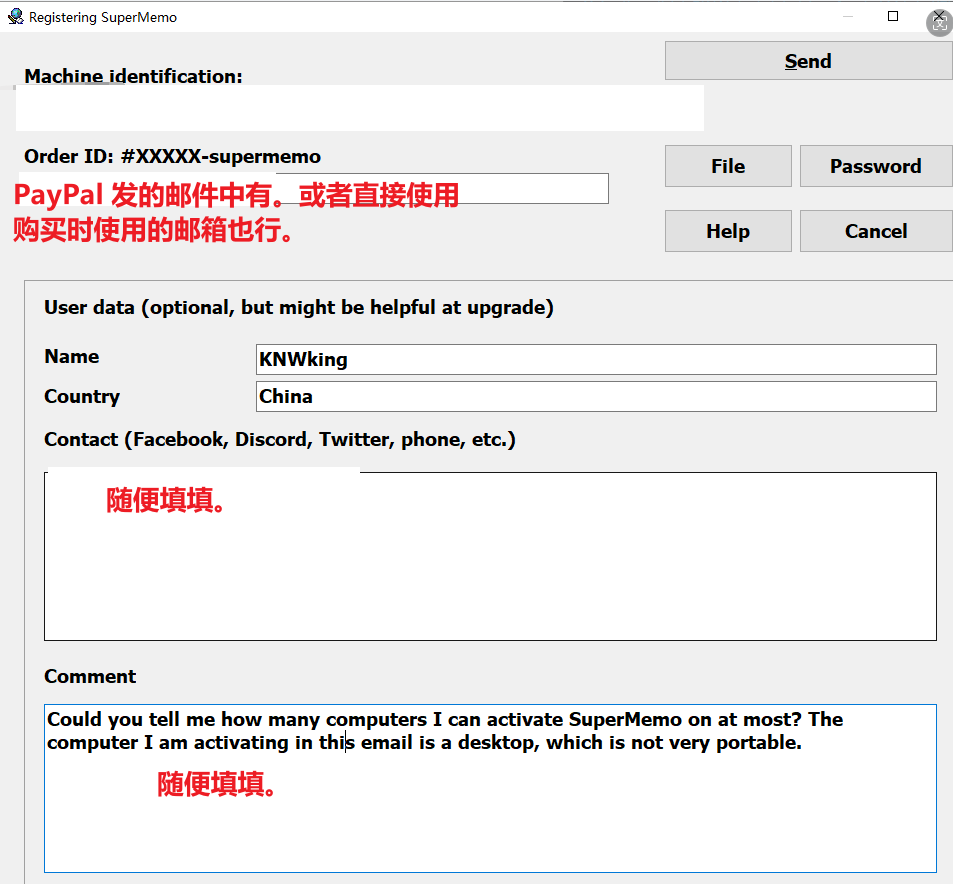 Registering SuperMemo
Machine identification:
Send
Order ID: #XXXXX-supermemo
File
Password
PayPal 发的邮件中有。或者直接使用
购买时使用的邮箱也行。
Help
Cancel
User data (optional, but might be helpful at upgrade)
Name
KNWking
Country
China
Contact (Facebook, Discord, Twitter, phone, etc.)
随便填填。
Comment
Could you tell me how many computers I can activate SuperMemo on at most? The
computer I am activating in this email is a desktop, which is not very portable.
随便填填。